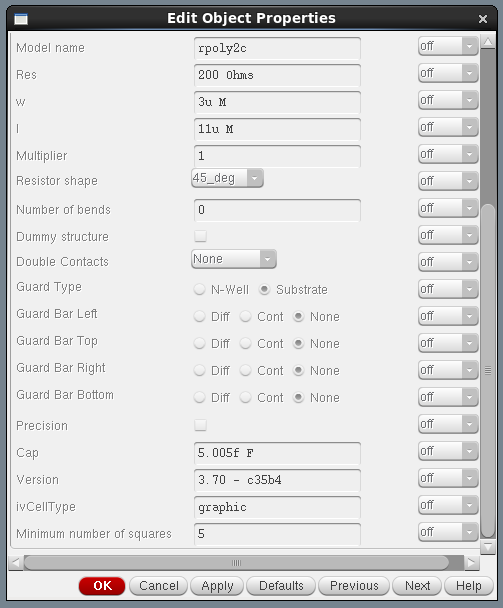 Edit Object Properties
Model name rpoly2c off
Res 200 Ohms off
w 3u M off
l 11u M off
Multiplier 1 off
Resistor shape 45_deg off
Number of bends 0 off
Dummy structure off
Double Contacts None off
Guard Type N-Well Substrate off
Guard Bar Left Diff Cont None off
Guard Bar Top Diff Cont None off
Guard Bar Right Diff Cont None off
Guard Bar Bottom Diff Cont None off
Precision off
Cap 5.005f F off
Version 3.70 - c35b4 off
ivCellType graphic off
Minimum number of squares 5 off
OK Cancel Apply Defaults Previous Next Help